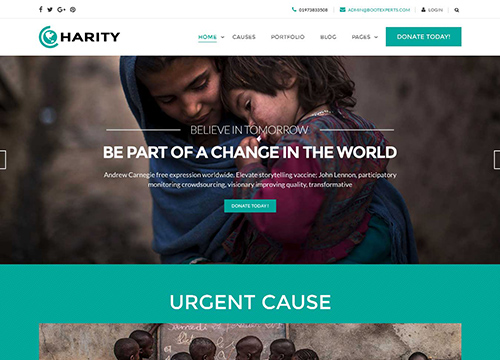 01973833508 ADMIN@BOOTEXPERTS.COM LOGIN
HARITY
HOME CAUSES PORTFOLIO BLOG PAGES DONATE TODAY!
BELIEVE IN TOMORROW
BE PART OF A CHANGE IN THE WORLD
Andrew Carnegie free expression worldwide. Elevate storytelling vaccine; John Lennon, participatory
monitoring crowdsourcing, visionary improving quality, transformative
DONATE TODAY!
URGENT CAUSE